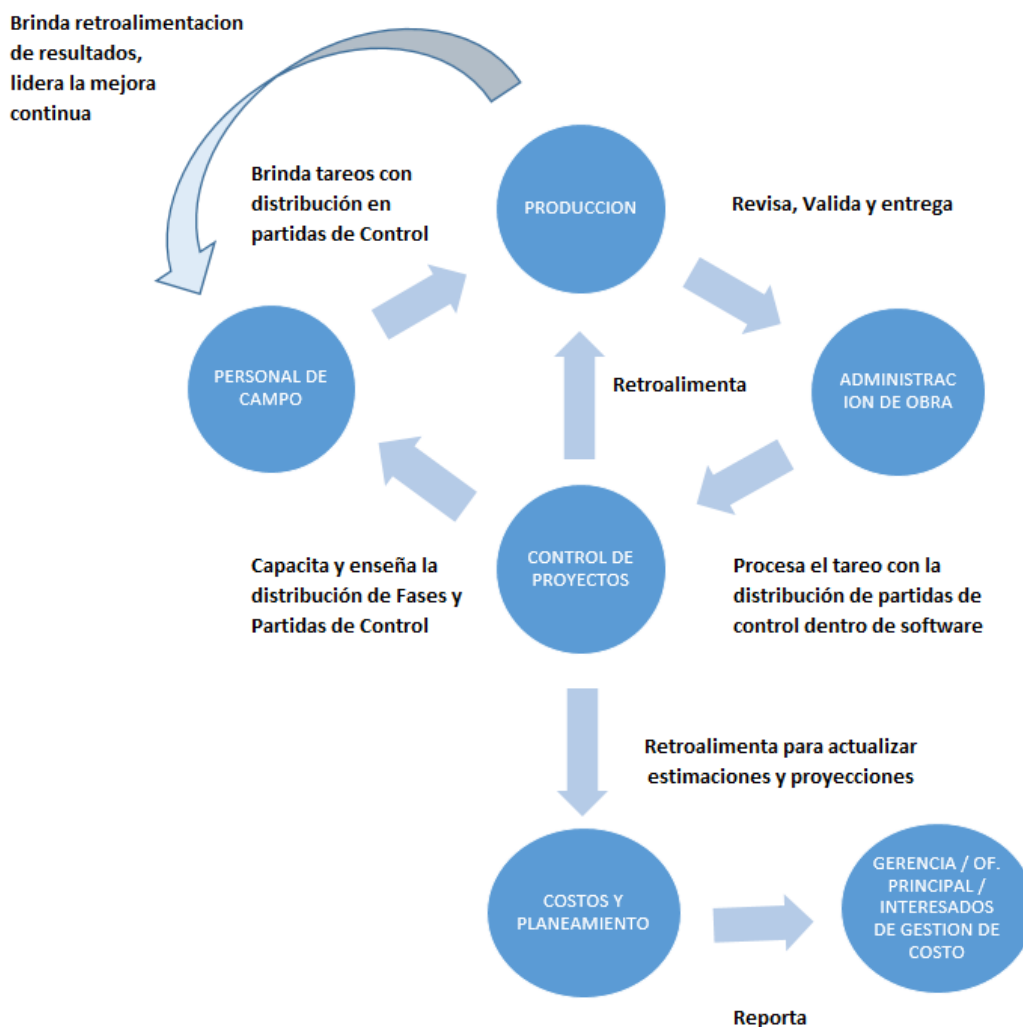 Brinda retroalimentacion
de resultados,
lidera la mejora
continua
Brinda tareos con
distribución en
partidas de Control
PRODUCCION
Revisa, Valida y entrega
PERSONAL DE
CAMPO
Retroalimenta
ADMINISTRAC
ION DE OBRA
CONTROL DE
PROYECTOS
Capacita y enseña la
distribución de Fases y
Partidas de Control
Procesa el tareo con la
distribución de partidas de
control dentro de software
Retroalimenta para actualizar
estimaciones y proyecciones
COSTOS Y
PLANEAMIENTO
GERENCIA / OF.
PRINCIPAL /
INTERESADOS
DE GESTION DE
COSTO
Reporta